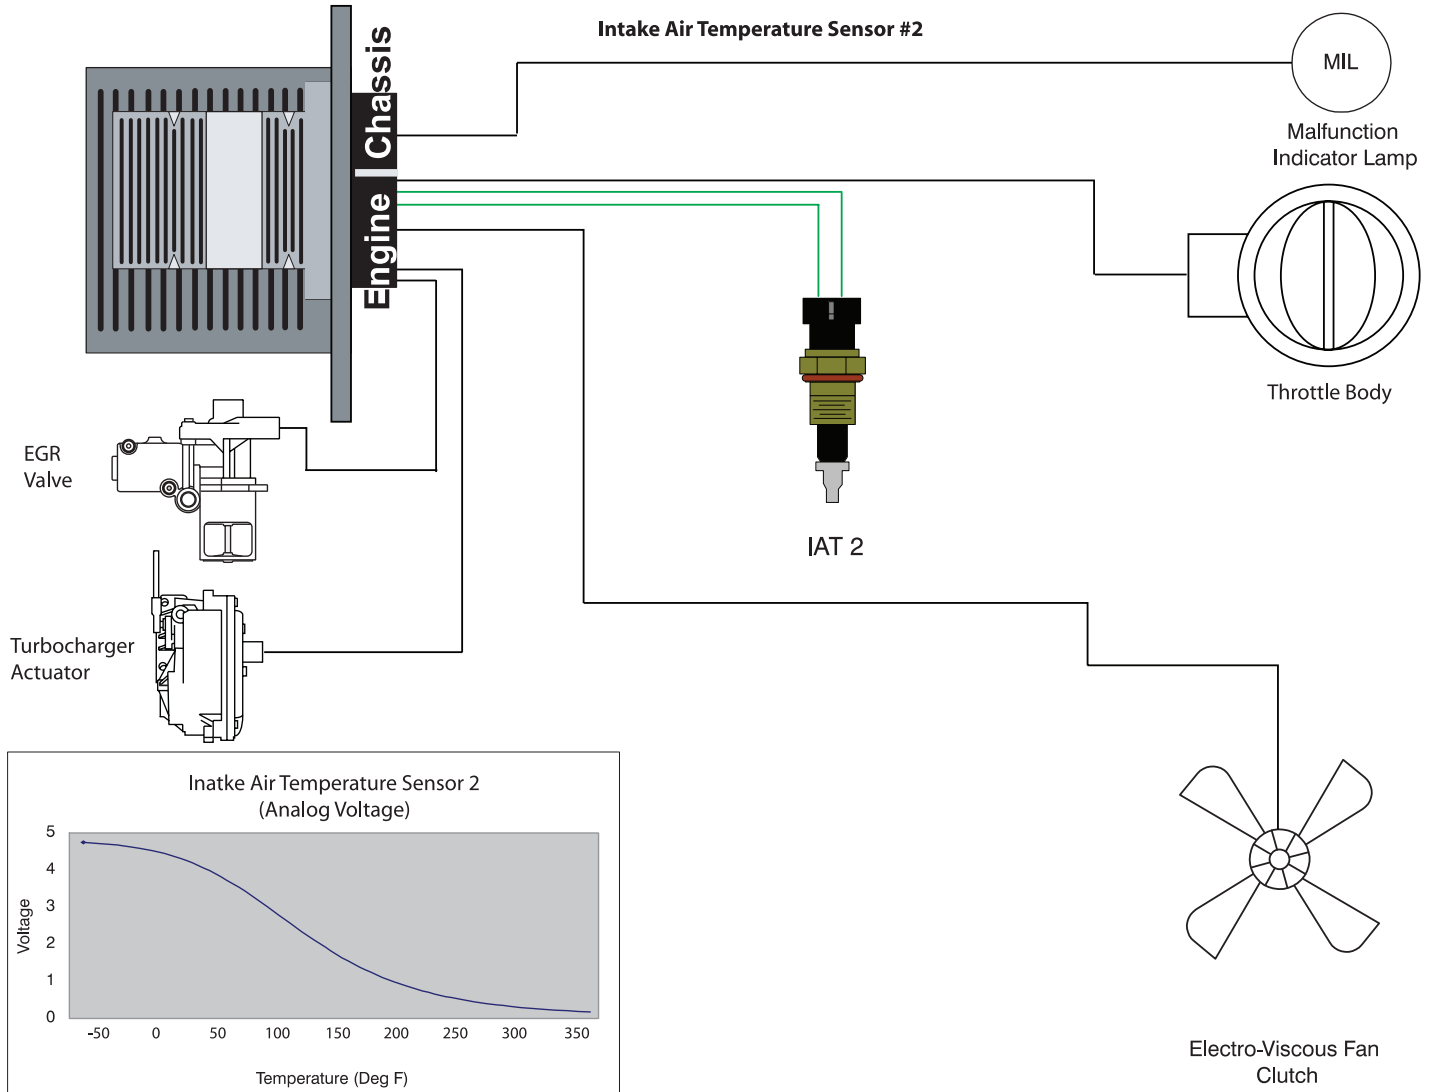 Intake Air Temperature Sensor #2
Chassis
Engine
MIL
Malfunction
Indicator Lamp
Throttle Body
IAT 2
EGR
Valve
Turbocharger
Actuator
Inatke Air Temperature Sensor 2
(Analog Voltage)
Voltage
5
4
3
2
1
0
-50 0 50 100 150 200 250 300 350
Temperature (Deg F)
Electro-Viscous Fan
Clutch